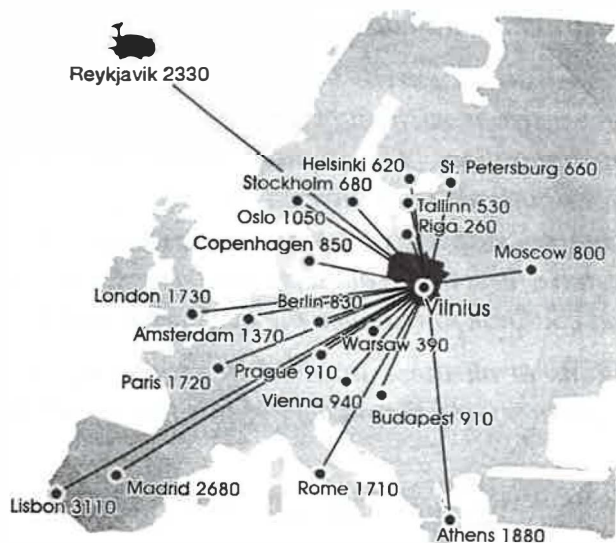 Reykjavik 2330
Helsinki 620
St. Petersburg 660
Stockholm 680
Tallinn 530
Oslo 1050
Riga 260
Copenhagen 850
Moscow 800
London 1730
Berlin 830
Vilnius
Amsterdam 1370
Warsaw 390
Paris 1720
Prague 910
Vienna 940
Budapest 910
Lisbon 3110
Madrid 2680
Rome 1710
Athens 1880